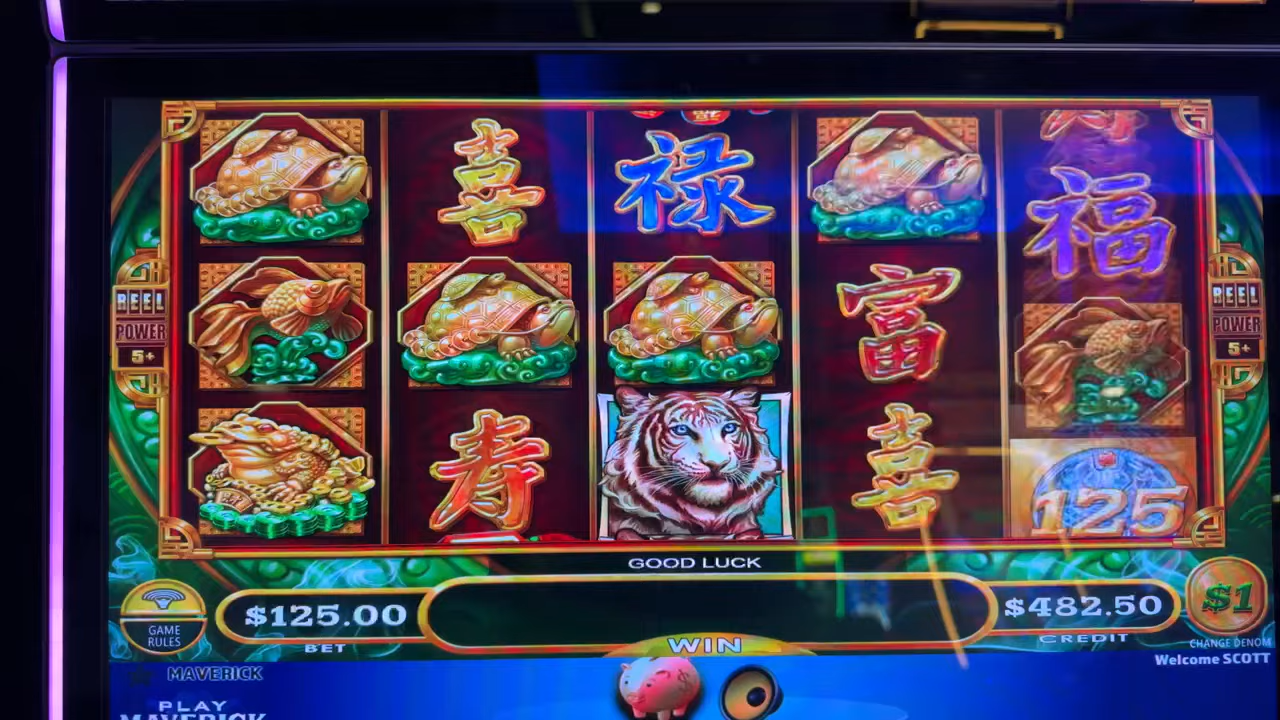 喜
禄
福
REEL
POWER
5+
REEL
POWER
5+
富
寿
喜
125
GOOD LUCK
$125.00
BET
WIN
$482.50
CREDIT
$1
CHANGE DENOM
GAME
RULES
Welcome SCOTT
MAVERICK
PLAY
MAVERICK